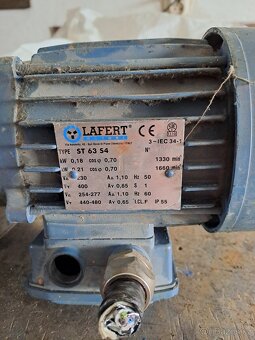 LAFERT CE
MOTORS 3~IEC 34-1
TYPE ST 63 S4 N°
kW 0,18 cosφ 0,70 1330 min
kW 0,21 cosφ 0,70 1660 min
230 A 1,10 Hz 50
V 400 A 0,65 S 1
254-277 A 1,10 Hz 60
V 440-480 A 0,65 I.CL.F IP 55